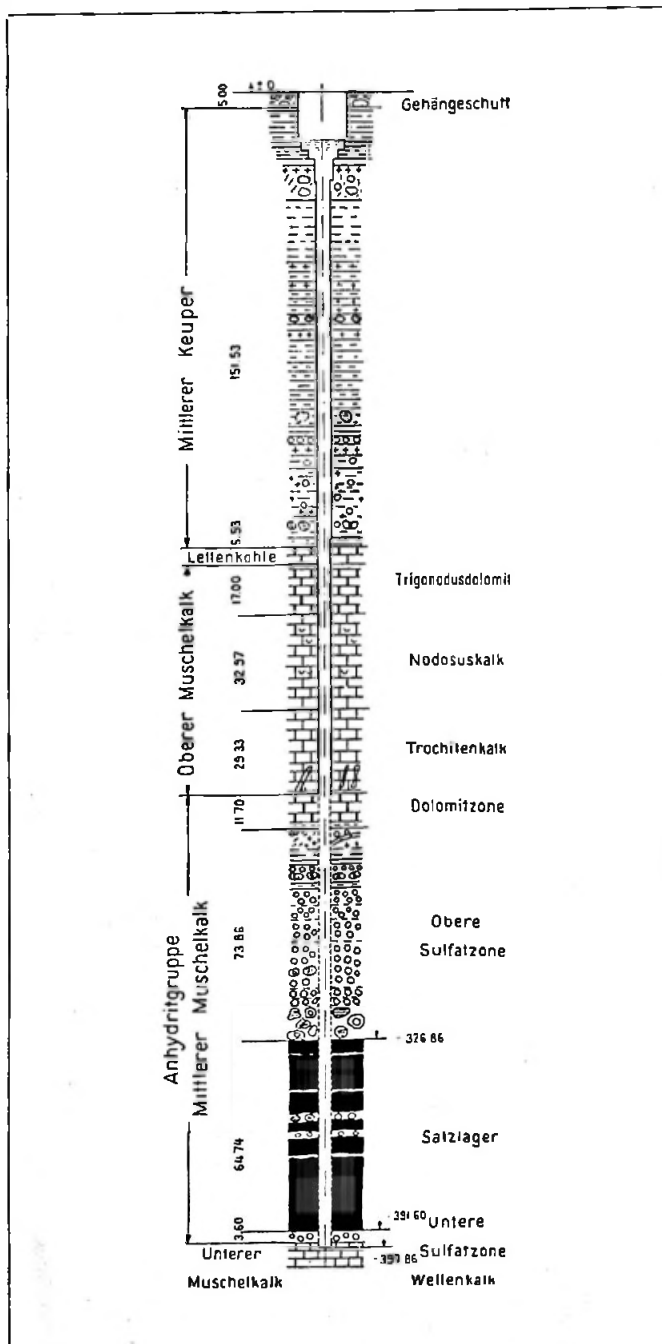 ±0
5.00
Gehängeschutt
Mittlerer Keuper
151.53
5.53
Lettenkohle
Trigonodusdolomit
17.00
Oberer Muschelkalk
Nodosuskalk
32.97
Trochitenkalk
29.33
Dolomitzone
11.70
Anhydritgruppe
Mittlerer Muschelkalk
Obere
Sulfatzone
73.86
-326.86
Salzlager
64.74
-391.60
Untere
3.60
Sulfatzone
Unterer
-397.86
Muschelkalk
Wellenkalk